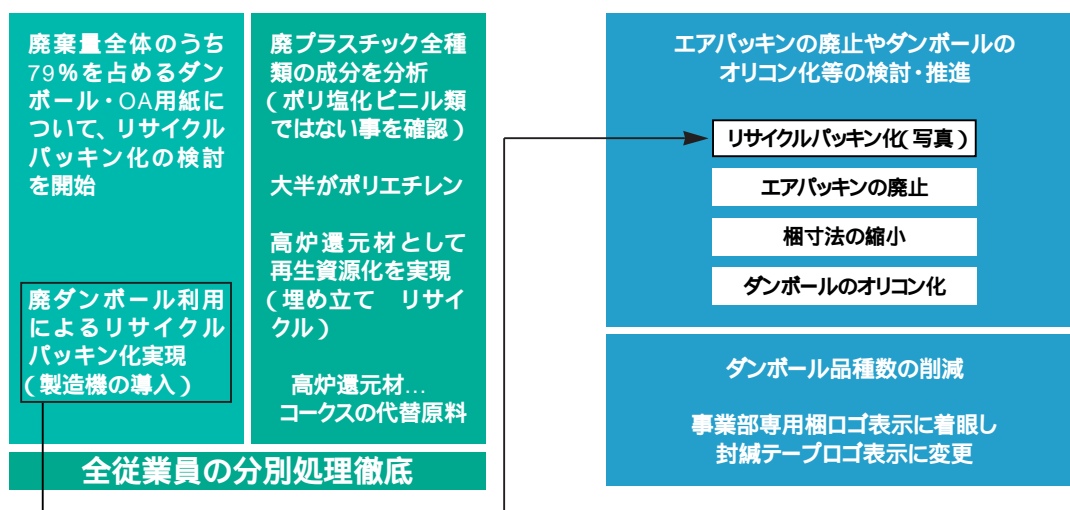 廃棄量全体のうち
79%を占めるダン
ボール・OA用紙に
ついて、リサイクル
パッキン化の検討
を開始
廃ダンボール利用
によるリサイクル
パッキン化実現
(製造機の導入)
廃プラスチック全種
類の成分を分析
(ポリ塩化ビニル類
ではない事を確認)
大半がポリエチレン
高炉還元材として
再生資源化を実現
(埋め立て リサイ
クル)
高炉還元材…
コークスの代替原料
全従業員の分別処理徹底
エアパッキンの廃止やダンボールの
オリコン化等の検討・推進
リサイクルパッキン化(写真)
エアパッキンの廃止
梱寸法の縮小
ダンボールのオリコン化
ダンボール品種数の削減
事業部専用梱ロゴ表示に着眼し
封緘テープロゴ表示に変更